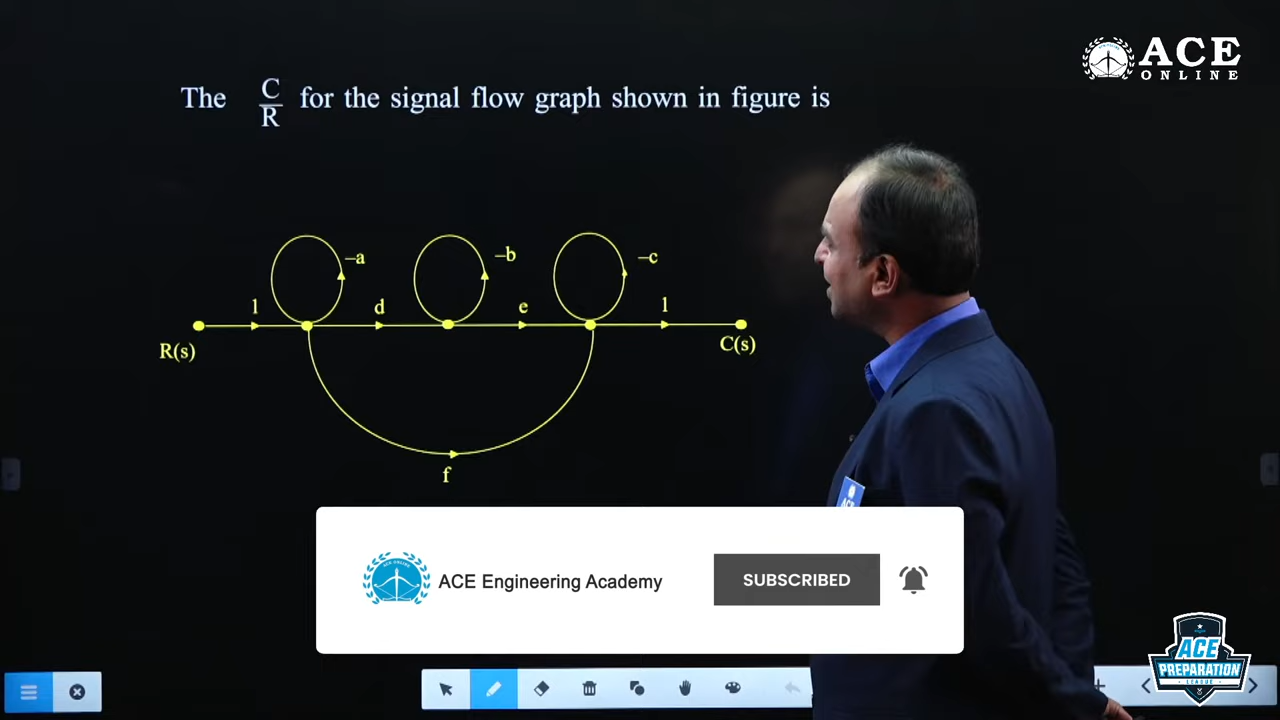 ACE
ONLINE
The C/R for the signal flow graph shown in figure is
–a
–b
–c
1
d
e
1
R(s)
C(s)
f
ACE Engineering Academy
SUBSCRIBED
ACE
PREPARATION
LEAGUE